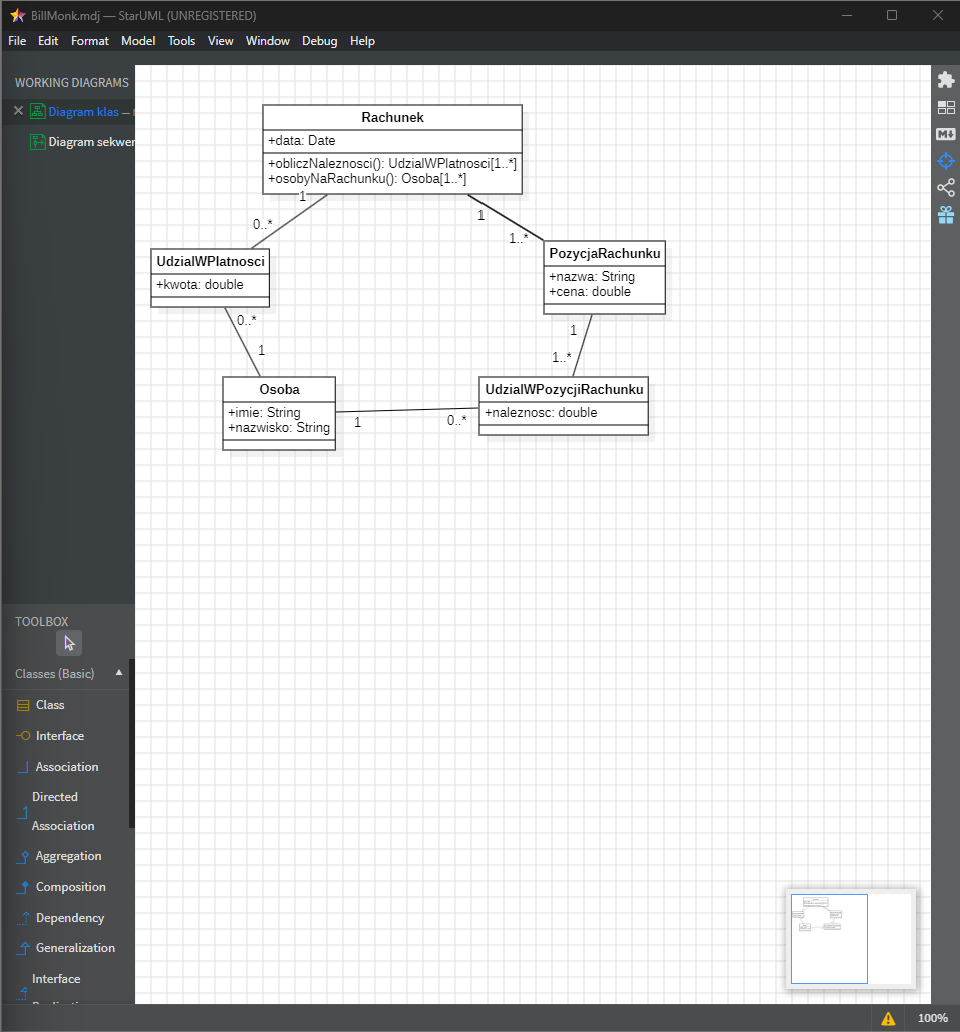 BillMonk.mdj — StarUML (UNREGISTERED)
File Edit Format Model Tools View Window Debug Help
WORKING DIAGRAMS
Diagram klas —
Diagram sekwer
Rachunek
+data: Date
+obliczNaleznosci(): UdzialWPlatnosci[1..*]
+osobyNaRachunku(): Osoba[1..*]
1
0..*
1
1..*
UdzialWPlatnosci
+kwota: double
PozycjaRachunku
+nazwa: String
+cena: double
0..*
1
1
1..*
Osoba
+imie: String
+nazwisko: String
1
0..*
UdzialWPozycjiRachunku
+naleznosc: double
TOOLBOX
Classes (Basic)
Class
Interface
Association
Directed
Association
Aggregation
Composition
Dependency
Generalization
Interface
M
100%